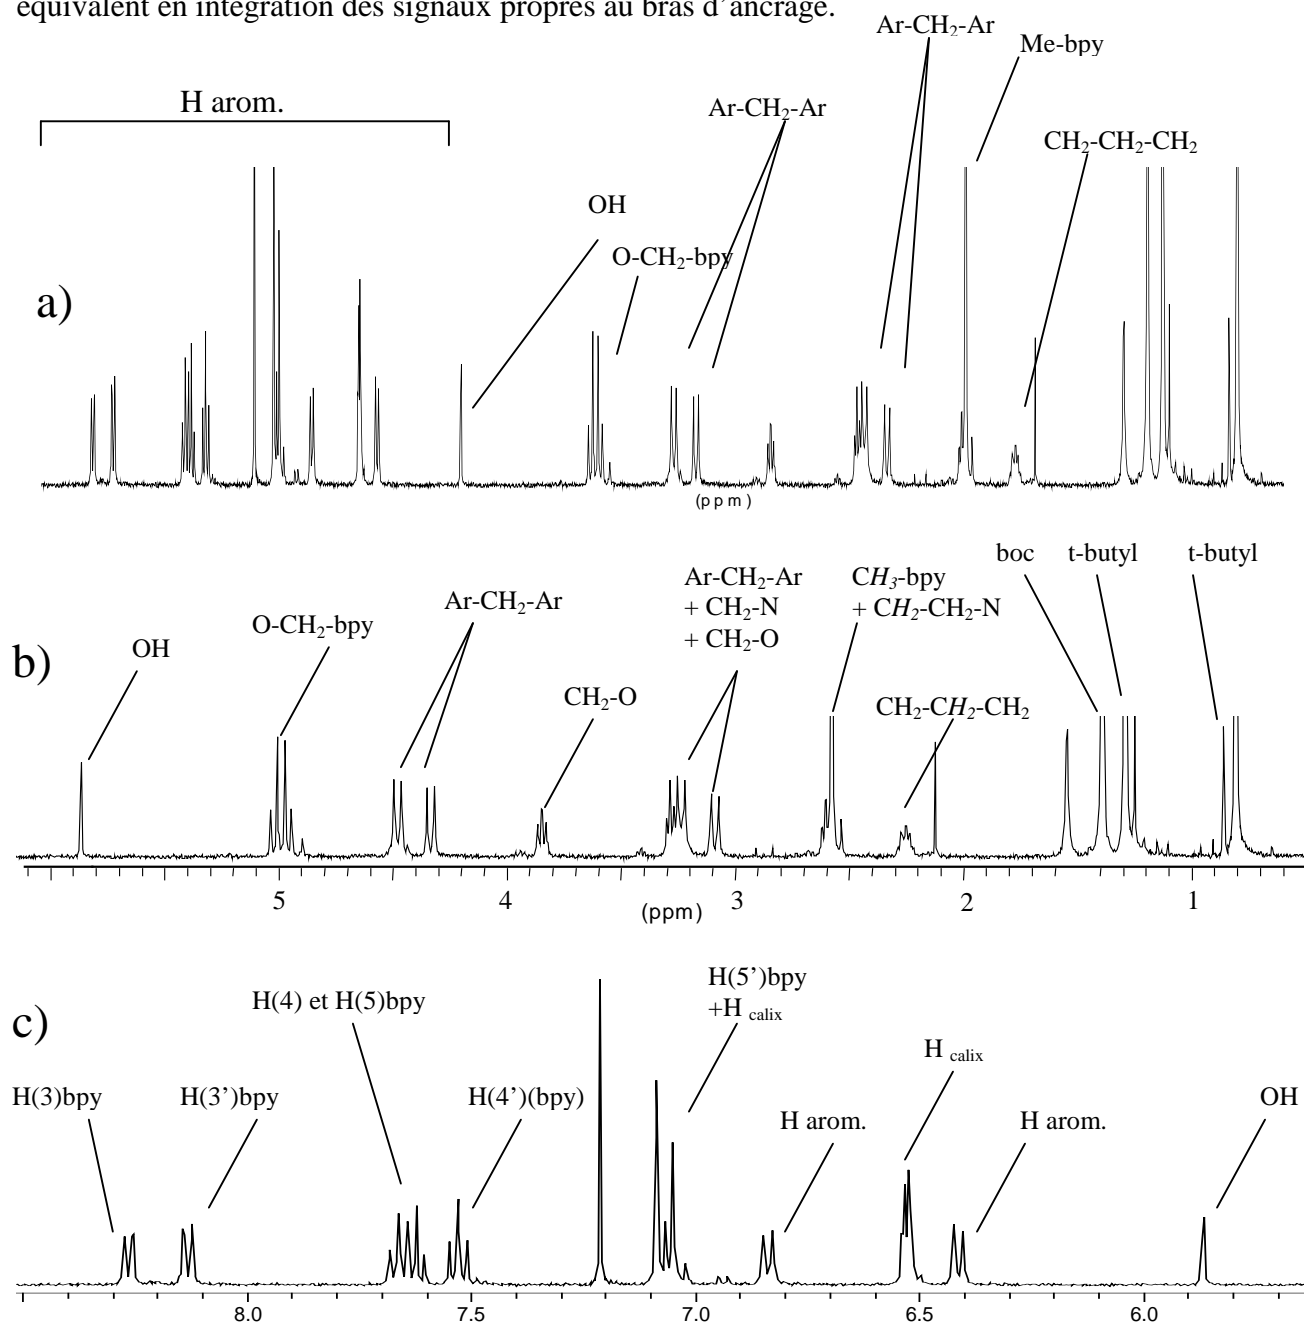 équivalent en intégration des signaux propres au bras d'ancrage.
Ar-CH₂-Ar
Me-bpy
H arom.
Ar-CH₂-Ar
CH₂-CH₂-CH₂
OH
O-CH₂-bpy
a)
(ppm)
boc
t-butyl
t-butyl
Ar-CH₂-Ar
+ CH₂-N
+ CH₂-O
CH₃-bpy
+ CH₂-CH₂-N
Ar-CH₂-Ar
O-CH₂-bpy
OH
b)
CH₂-O
CH₂-CH₂-CH₂
5
4
(ppm)
3
2
1
H(5')bpy
+H calix
H(4) et H(5)bpy
c)
H calix
H(3)bpy
H(3')bpy
H(4')(bpy)
OH
H arom.
H arom.
8.0
7.5
7.0
6.5
6.0